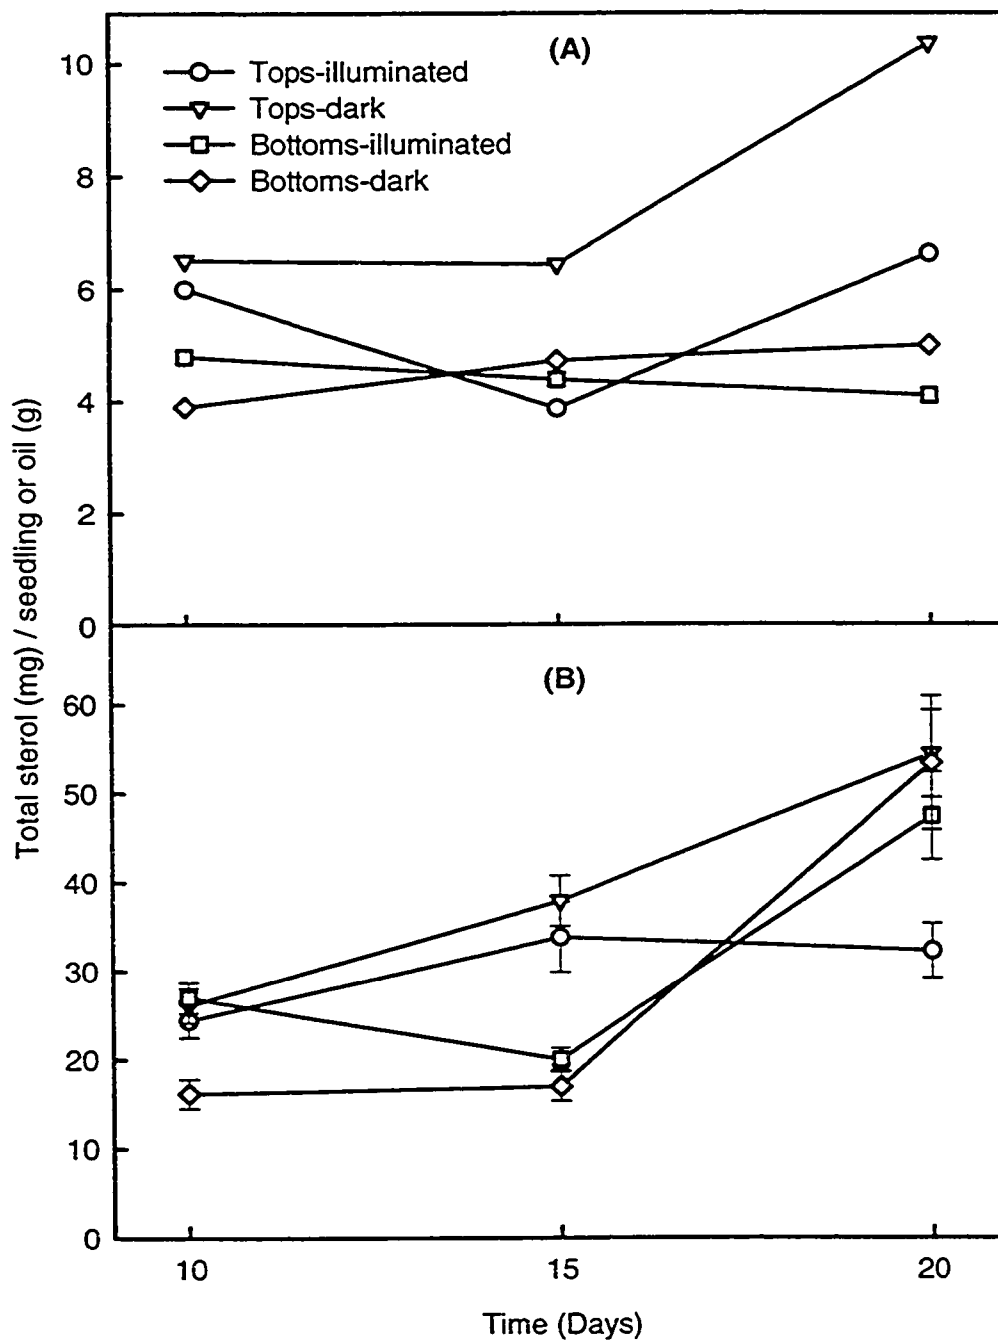 (A)
Tops-illuminated
Tops-dark
Bottoms-illuminated
Bottoms-dark
10
8
6
4
2
0
Total sterol (mg) / seedling or oil (g)
(B)
60
50
40
30
20
10
0
10 15 20
Time (Days)